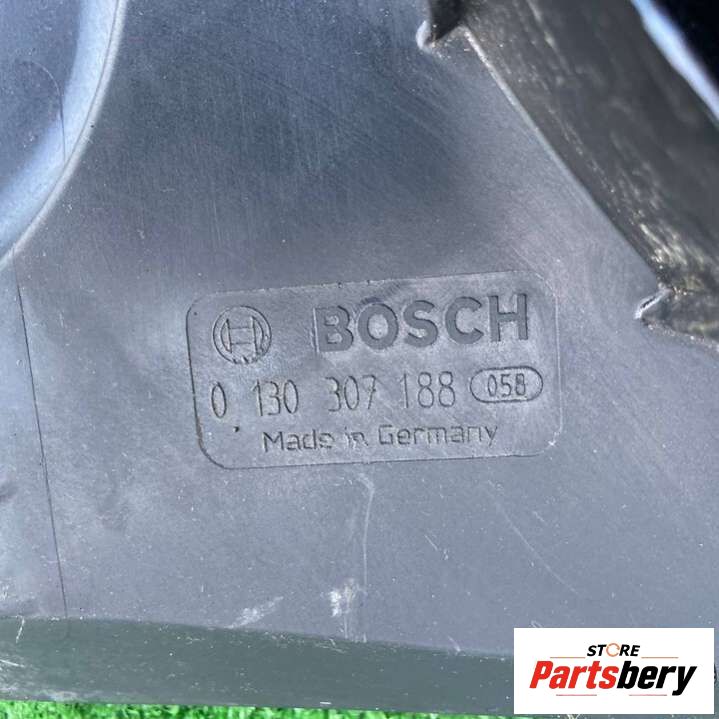 BOSCH
0 130 307 188 058
Made in Germany
STORE
Partsbery